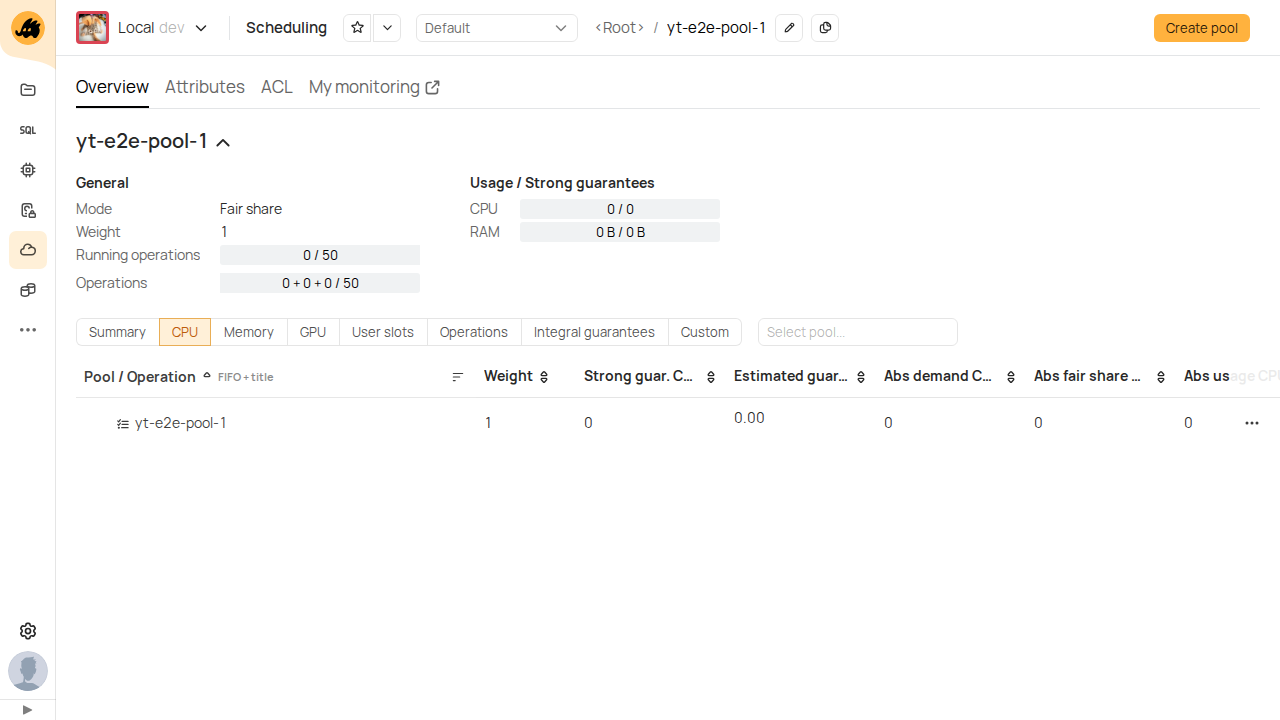 Local dev
Scheduling
Default
<Root> / yt-e2e-pool-1
Create pool
SQL
Overview
Attributes
ACL
My monitoring
yt-e2e-pool-1
General
Mode Fair share
Weight 1
Running operations 0 / 50
Operations 0 + 0 + 0 / 50
Usage / Strong guarantees
CPU 0 / 0
RAM 0 B / 0 B
Summary CPU Memory GPU User slots Operations Integral guarantees Custom
Select pool...
Pool / Operation FIFO + title Weight Strong guar. C... Estimated guar... Abs demand C... Abs fair share ... Abs usage CPU
yt-e2e-pool-1 1 0 0.00 0 0 0